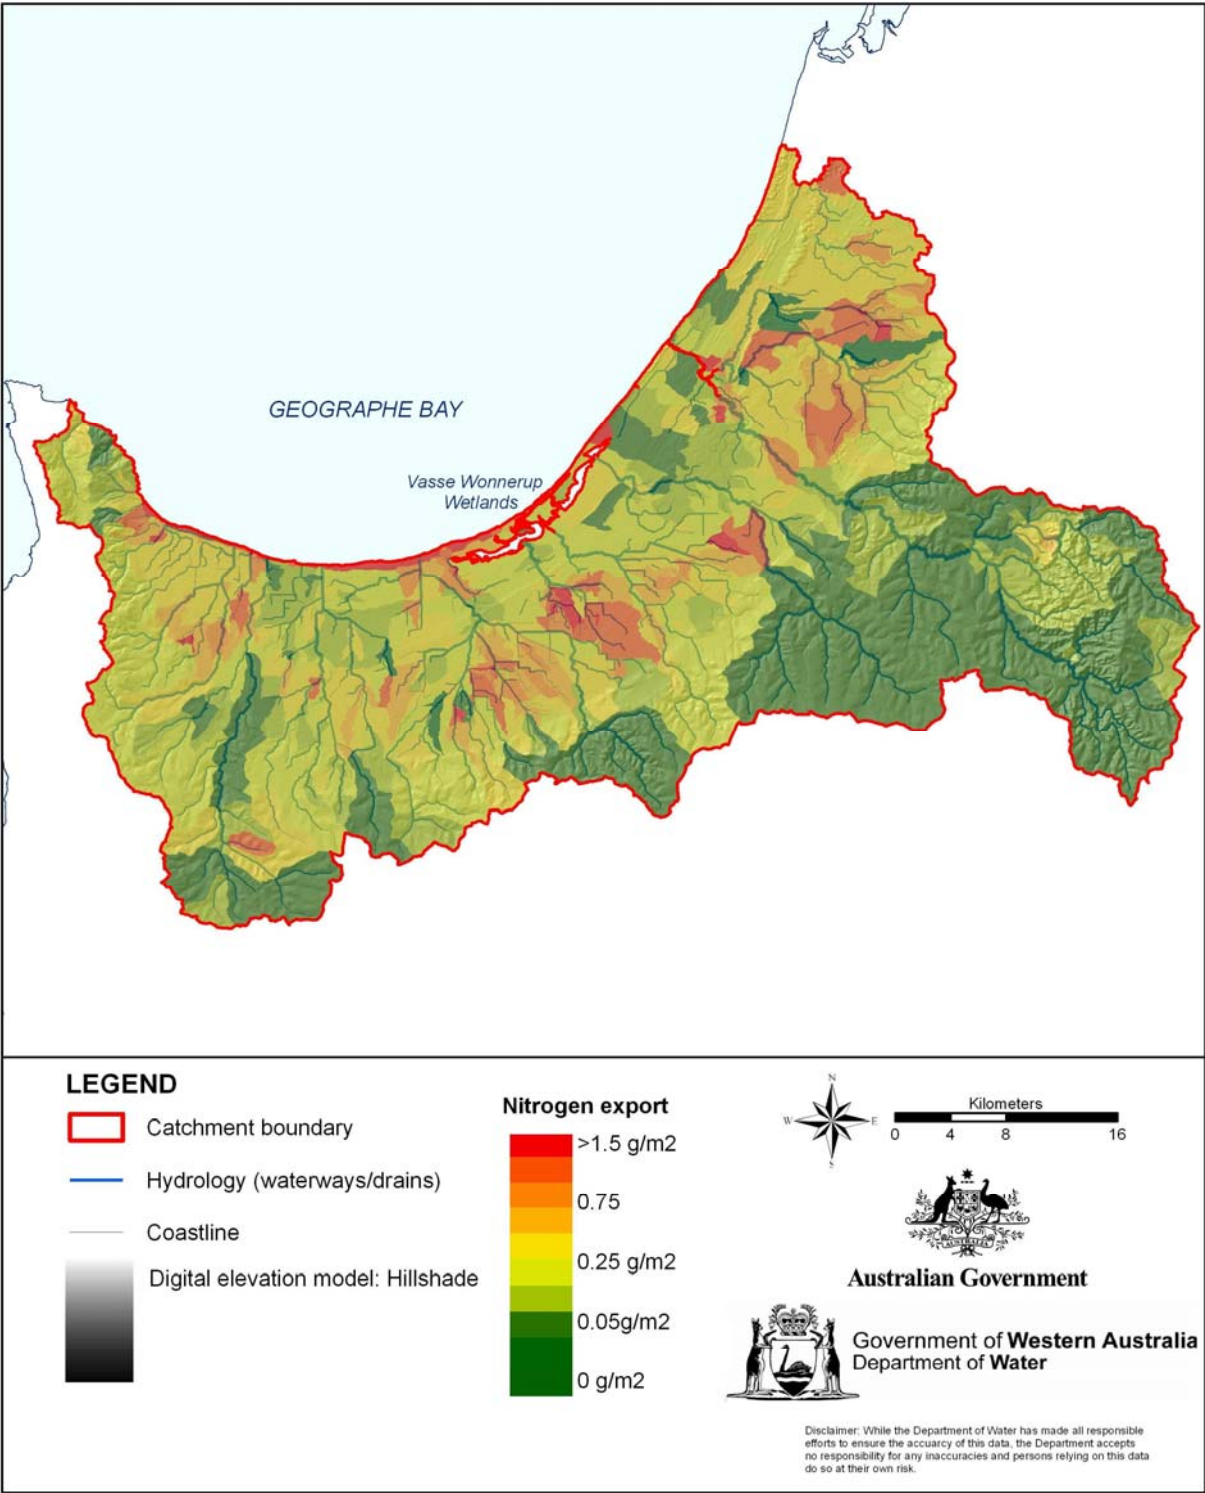 GEOGRAPHE BAY
Vasse Wonnerup
Wetlands
LEGEND
Catchment boundary
Hydrology (waterways/drains)
Coastline
Digital elevation model: Hillshade
Nitrogen export
>1.5 g/m2
0.75
0.25 g/m2
0.05g/m2
0 g/m2
N
W
E
S
Kilometers
0 4 8 16
AUSTRALIA
Australian Government
Government of Western Australia
Department of Water
Disclaimer: While the Department of Water has made all responsible
efforts to ensure the accuarcy of this data, the Department accepts
no responsibility for any inaccuracies and persons relying on this data
do so at their own risk.